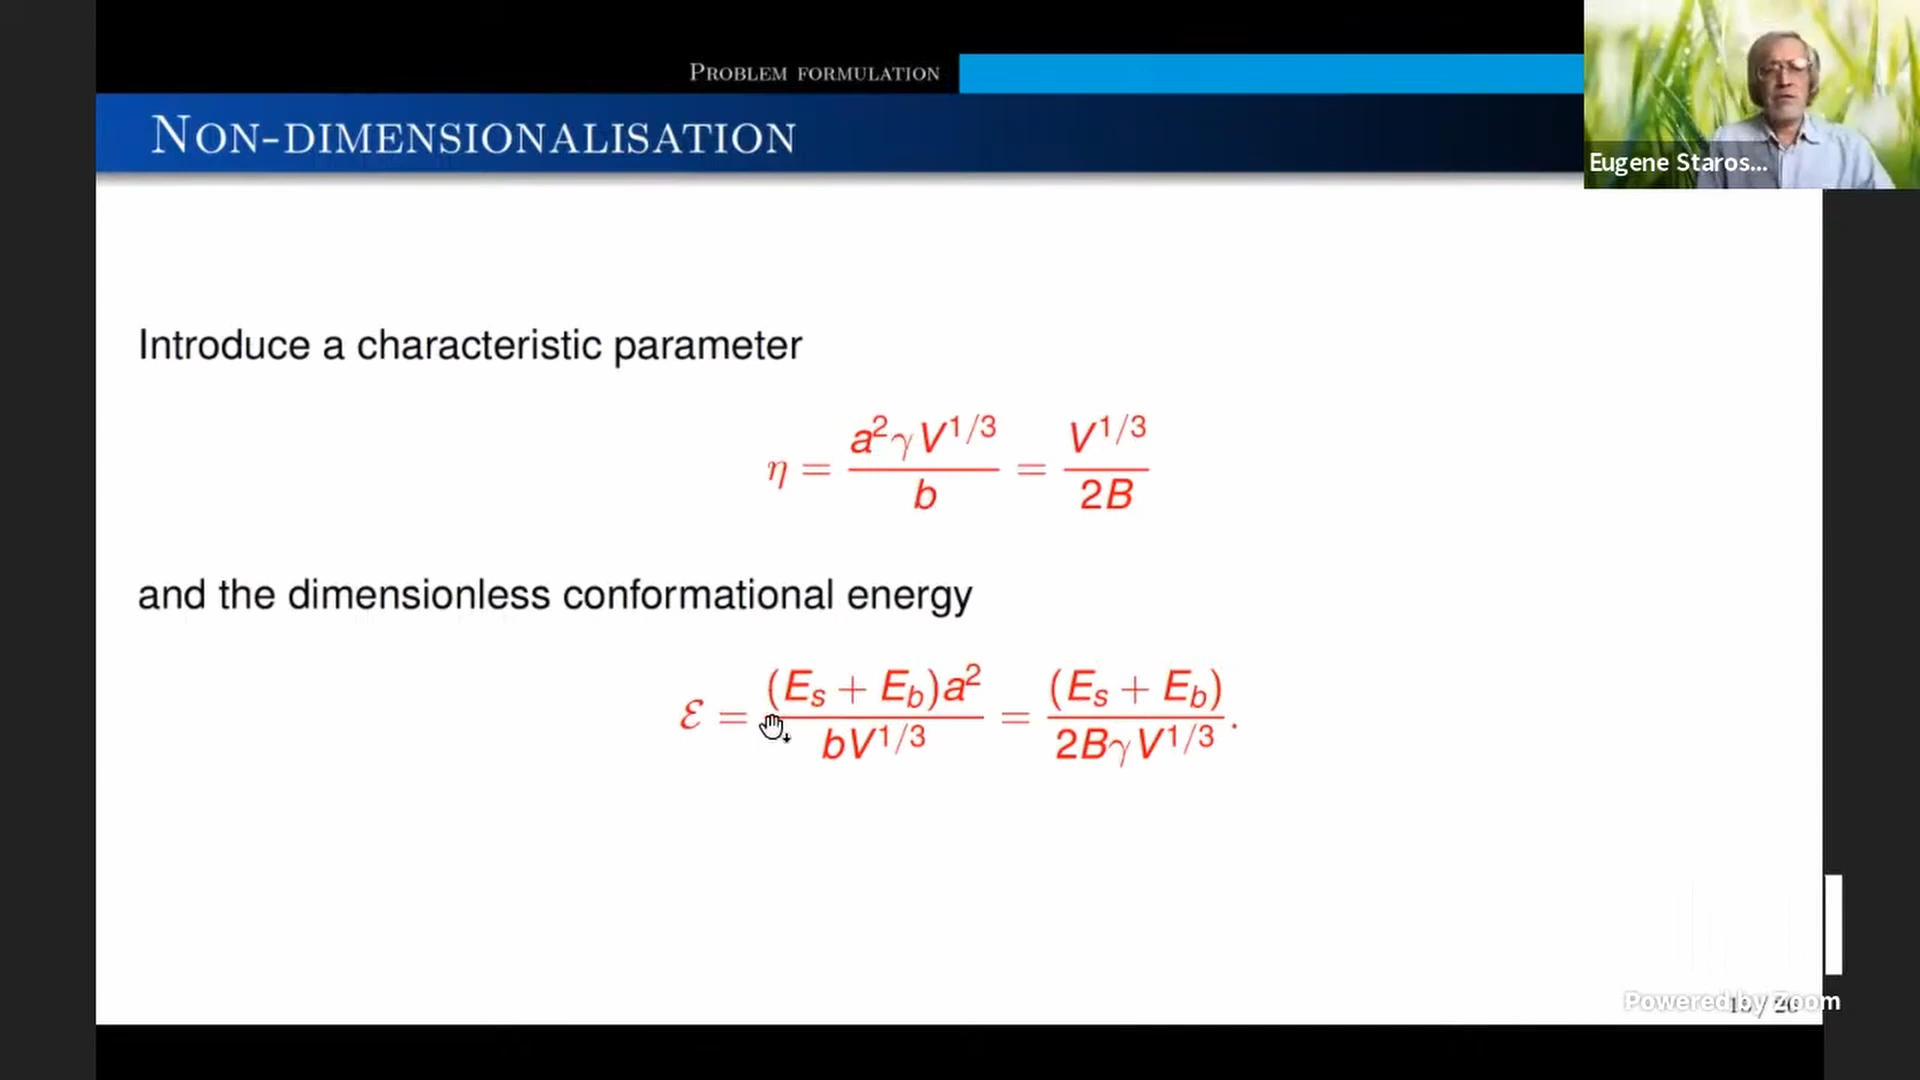 PROBLEM FORMULATION
NON-DIMENSIONALISATION
Eugene Staros...
Introduce a characteristic parameter
η = a²γV^{1/3} / b = V^{1/3} / 2B
and the dimensionless conformational energy
ℰ = (E_s + E_b)a² / bV^{1/3} = (E_s + E_b) / 2BγV^{1/3}.
Powered by Zoom